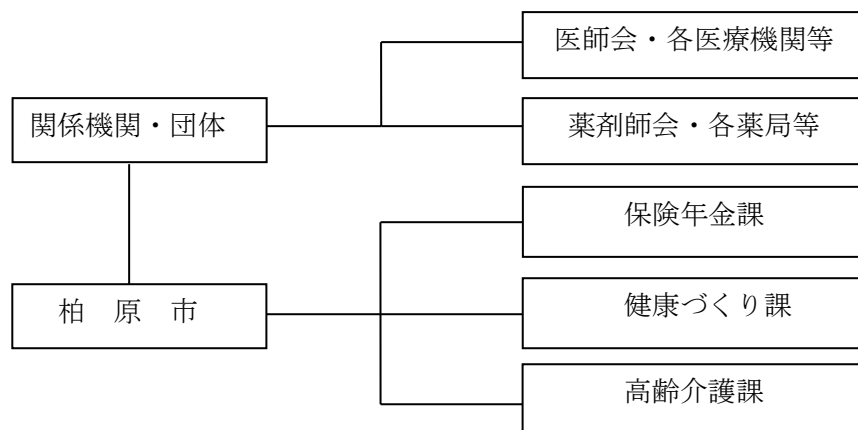 医師会・各医療機関等
関係機関・団体
薬剤師会・各薬局等
保険年金課
柏　原　市
健康づくり課
高齢介護課